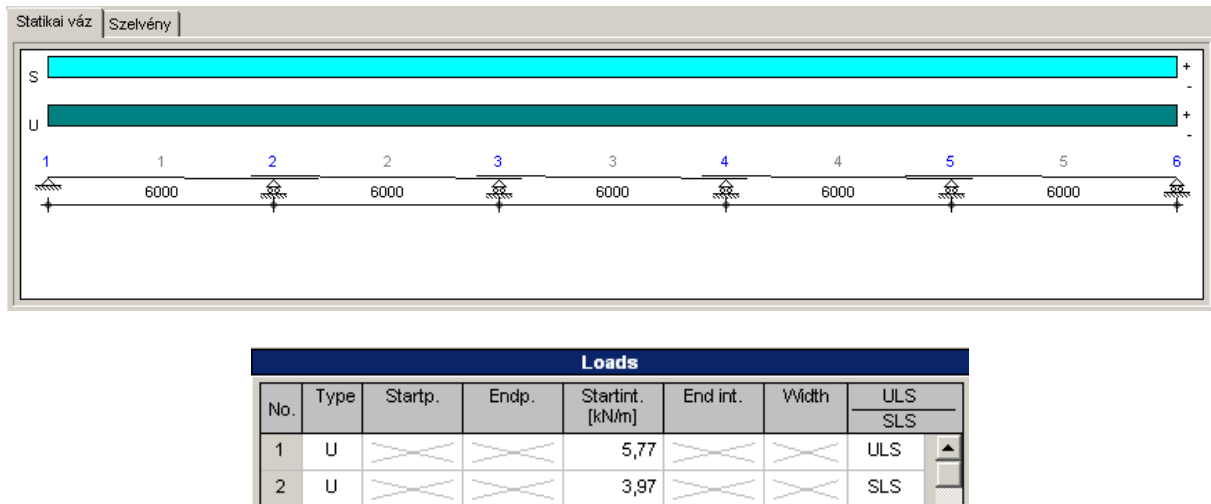 Statikai váz Szelvény
S + -
U + -
1 1 2 2 3 3 4 4 5 5 6
6000 6000 6000 6000 6000
Loads
No. Type Startp. Endp. Startint. [kN/m] End int. Width ULS SLS
1 U 5,77 ULS
2 U 3,97 SLS